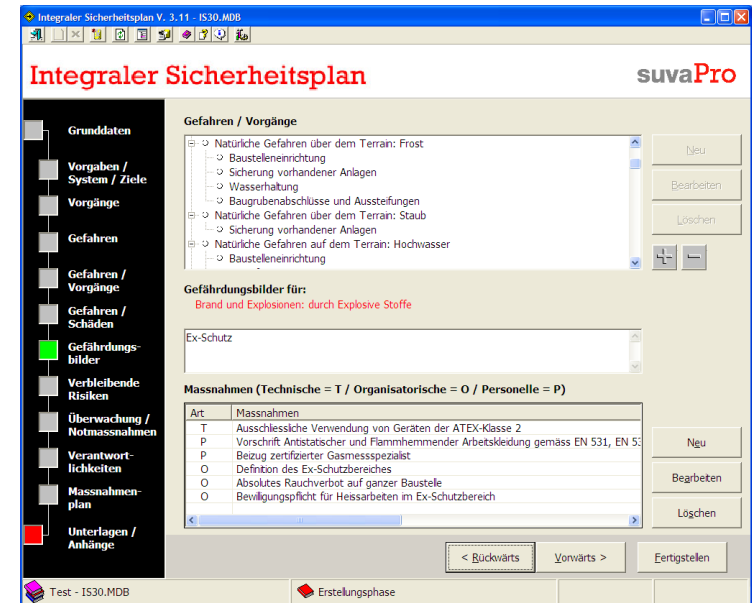 Integraler Sicherheitsplan V. 3.11 - IS30.MDB
Integraler Sicherheitsplan
suvaPro
Grunddaten
Vorgaben /
System / Ziele
Vorgänge
Gefahren
Gefahren /
Vorgänge
Gefahren /
Schäden
Gefährdungs-
bilder
Verbleibende
Risiken
Überwachung /
Notmassnahmen
Verantwort-
lichkeiten
Massnahmen-
plan
Unterlagen /
Anhänge
Gefahren / Vorgänge
Natürliche Gefahren über dem Terrain: Frost
Baustelleneinrichtung
Sicherung vorhandener Anlagen
Wasserhaltung
Baugrubenabschlüsse und Aussteifungen
Natürliche Gefahren über dem Terrain: Staub
Sicherung vorhandener Anlagen
Natürliche Gefahren auf dem Terrain: Hochwasser
Baustelleneinrichtung
Neu
Bearbeiten
Löschen
Gefährdungsbilder für:
Brand und Explosionen: durch Explosive Stoffe
Ex-Schutz
Massnahmen (Technische = T / Organisatorische = O / Personelle = P)
Art Massnahmen
T Ausschliessliche Verwendung von Geräten der ATEX-Klasse 2
P Vorschrift Antistatischer und Flammhemmender Arbeitskleidung gemäss EN 531, EN 53
P Beizug zertifizierter Gasmessspezialist
O Definition des Ex-Schutzbereiches
O Absolutes Rauchverbot auf ganzer Baustelle
O Bewiligungspflicht für Heissarbeiten im Ex-Schutzbereich
Neu
Bearbeiten
Löschen
< Rückwärts
Vorwärts >
Fertigstellen
Test - IS30.MDB
Erstellungsphase